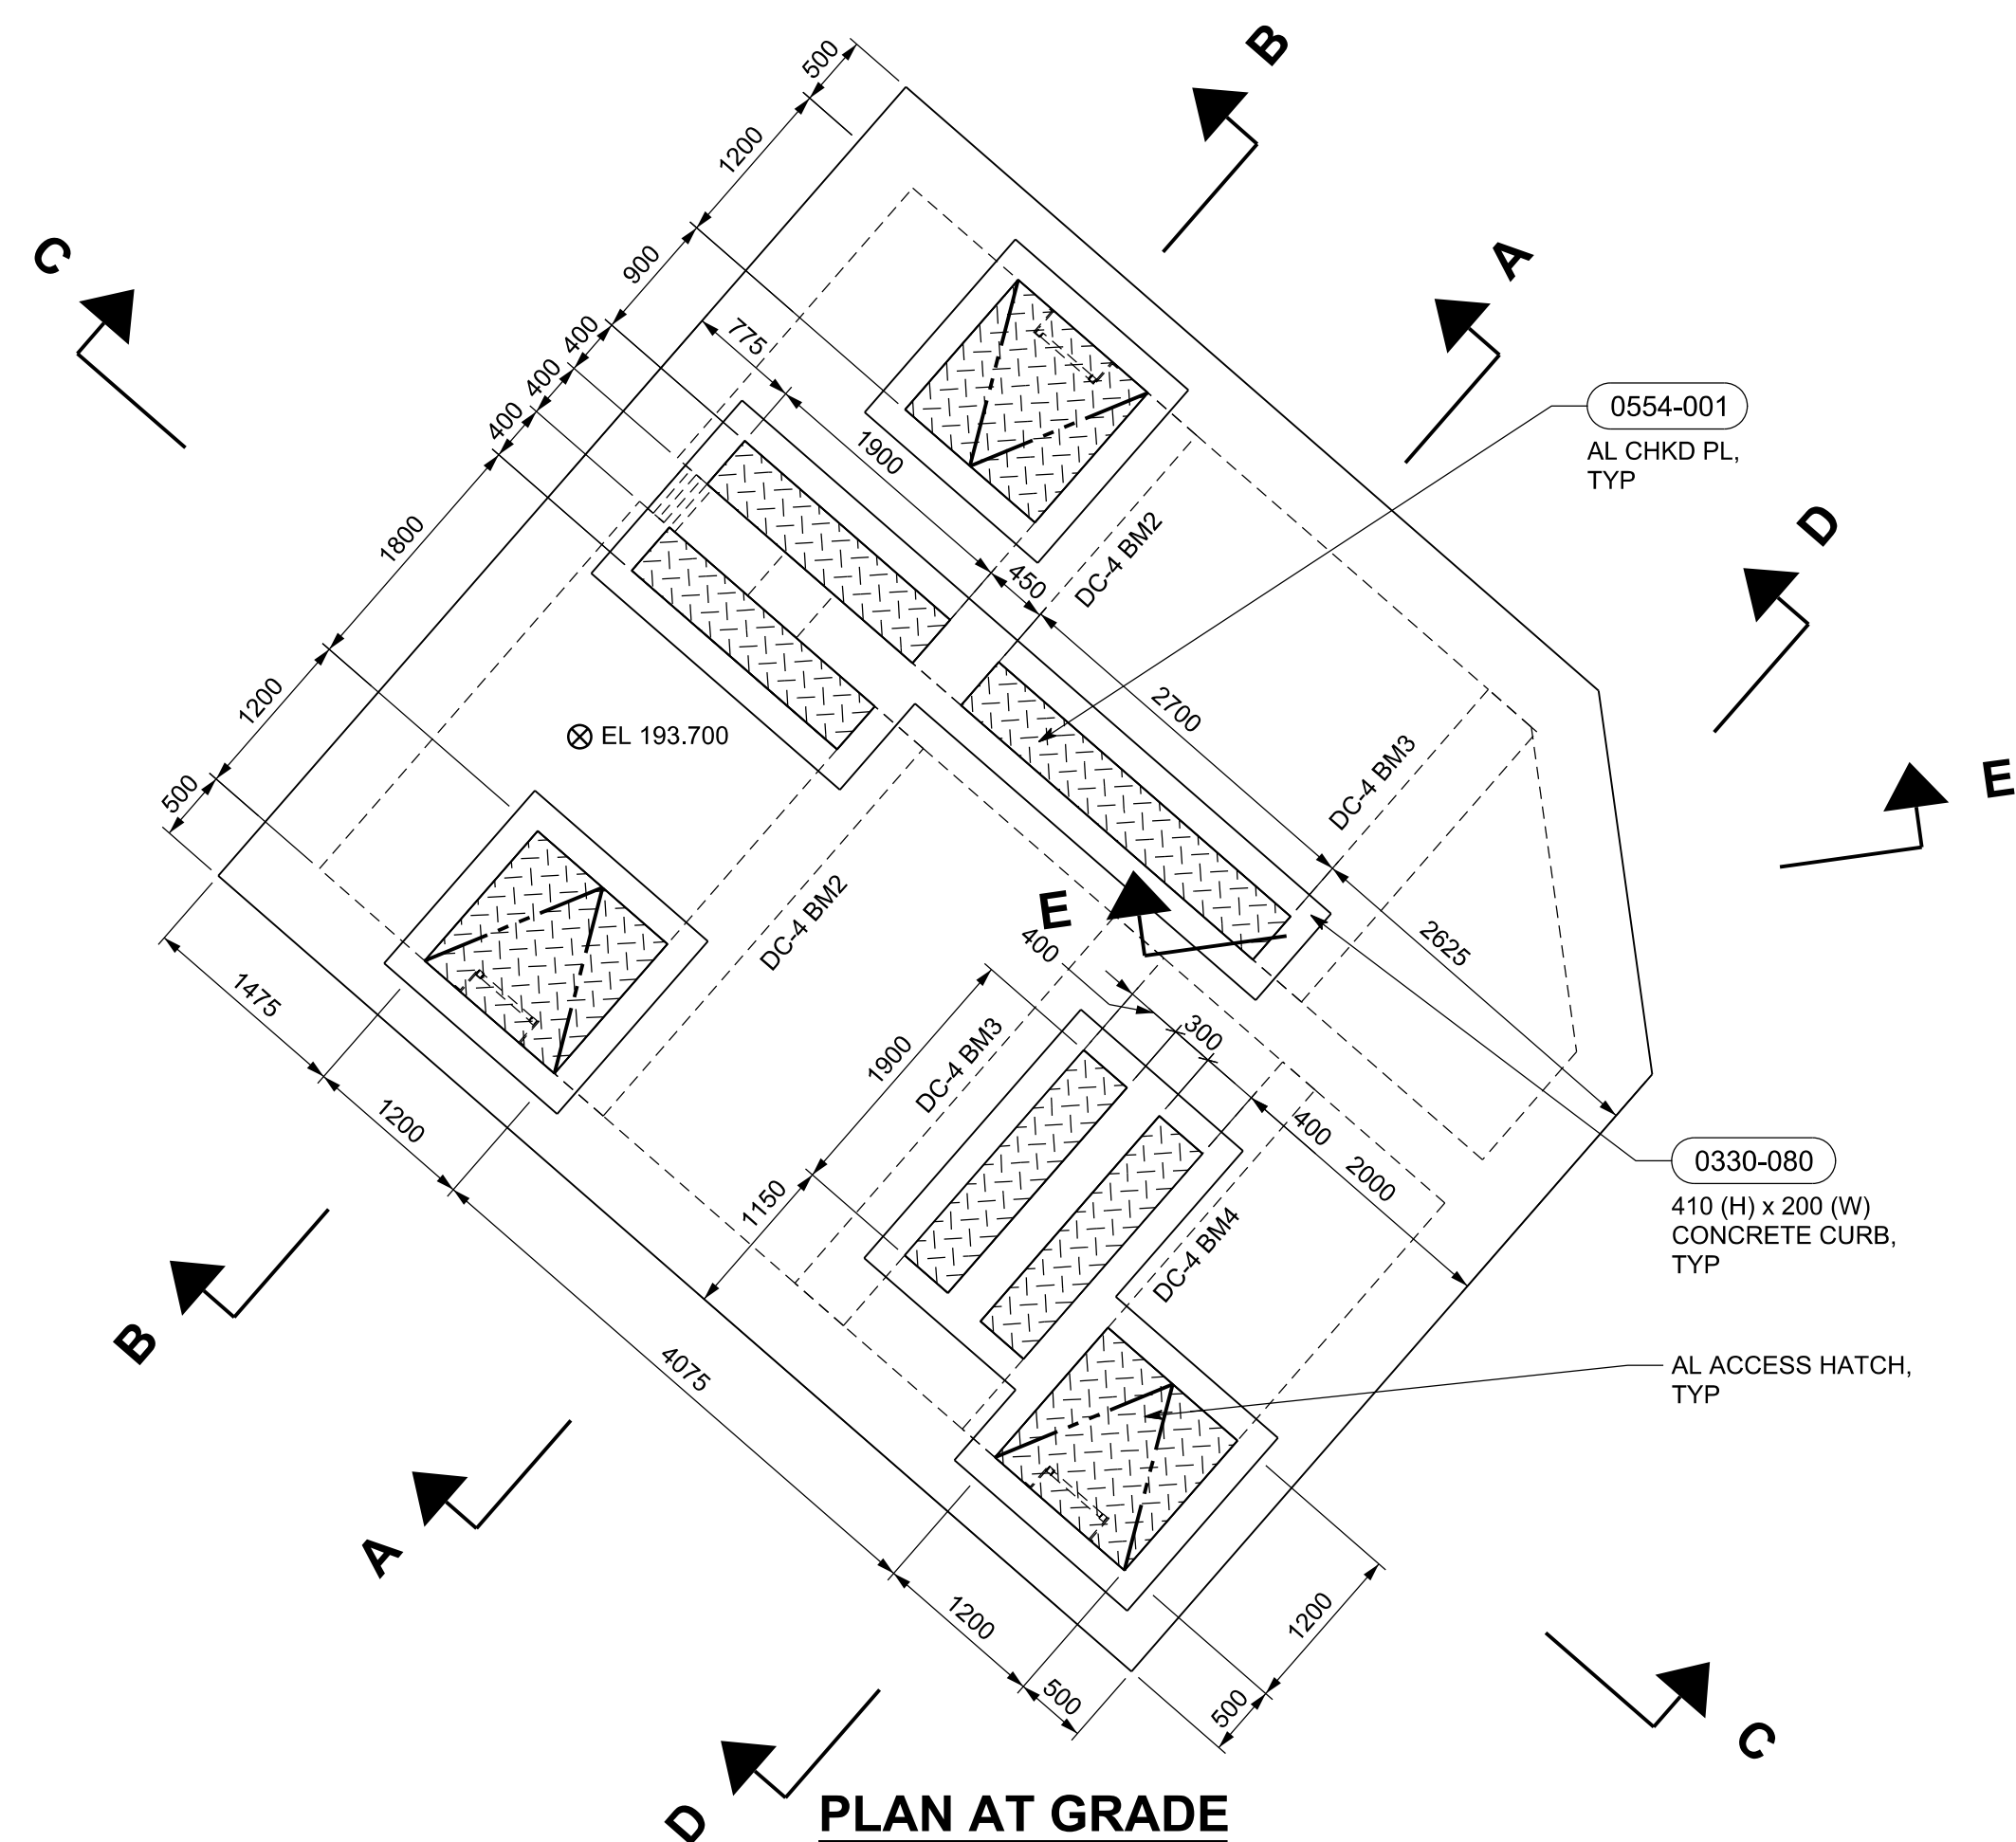 B
500
1200
C
A
900
775
400
400
400
1900
0554-001
AL CHKD PL,
TYP
DC-4 BM2
D
1800
450
2700
1200
EL 193.700
DC-4 BM3
E
500
DC-4 BM2
E
400
2625
1475
1900
DC-4 BM3
300
1200
400
2000
1150
0330-080
410 (H) x 200 (W)
CONCRETE CURB,
TYP
DC-4 BM4
B
4075
AL ACCESS HATCH,
TYP
A
1200
1200
500
500
C
D
PLAN AT GRADE